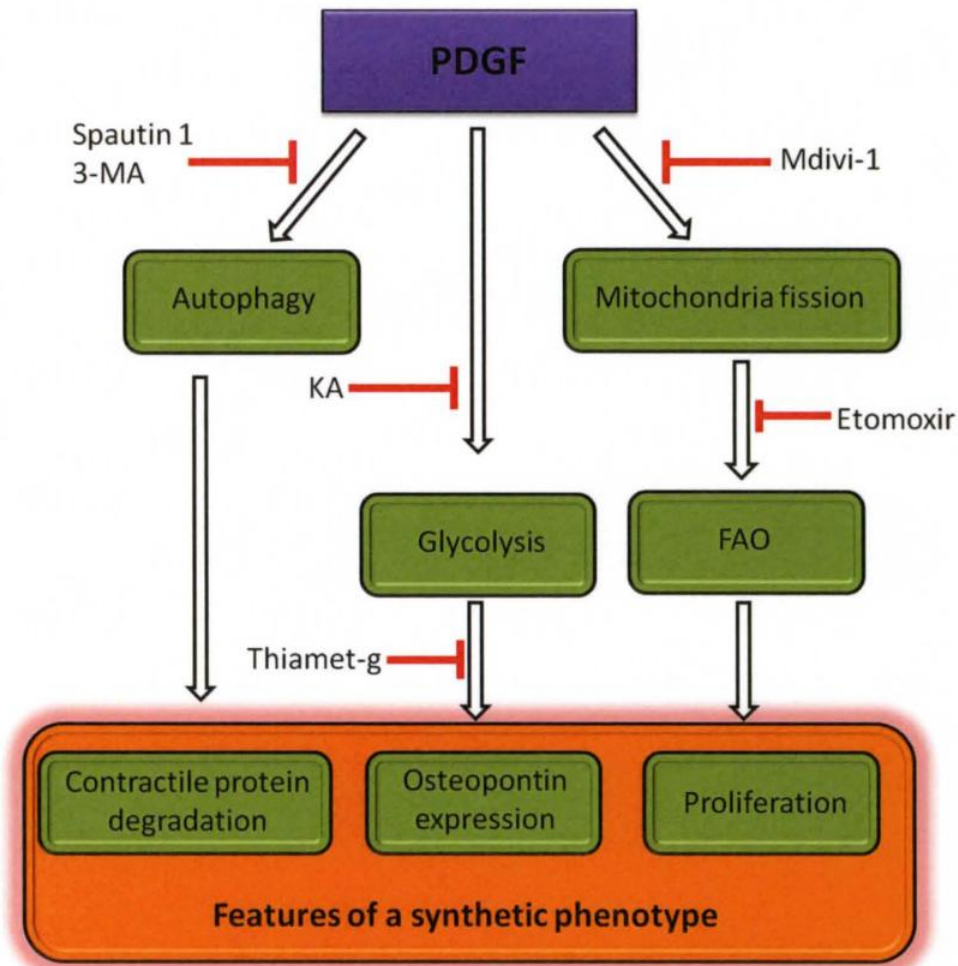 PDGF
Spautin 1
3-MA
Mdivi-1
Autophagy
Mitochondria fission
KA
Etomoxir
Glycolysis
FAO
Thiamet-g
Contractile protein
degradation
Osteopontin
expression
Proliferation
Features of a synthetic phenotype